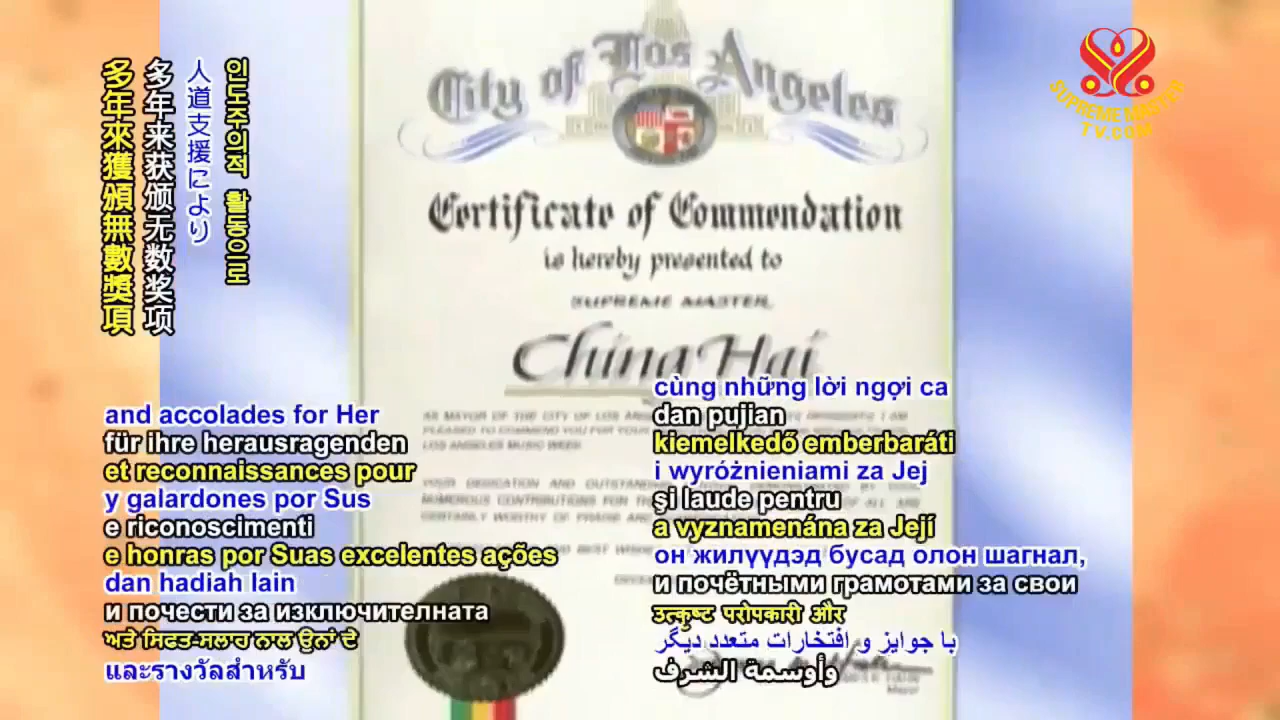 City of Los Angeles
Certificate of Commendation
is hereby presented to
SUPREME MASTER
Ching Hai
SUPREME MASTER
TV.COM
인도주의적 활동으로
人道支援により
多年来获颁无数奖项
多年來獲頒無數獎項
and accolades for Her
für ihre herausragenden
et reconnaissances pour
y galardones por Sus
e riconoscimenti
e honras por Suas excelentes ações
dan hadiah lain
и почести за изключителната
ਅਤੇ ਸਿਫਤ-ਸਲਾਹ ਨਾਲ ਉਨਾਂ ਦੇ
และรางวัลสำหรับ
cùng những lời ngợi ca
dan pujian
kiemelkedő emberbaráti
i wyróżnieniami za Jej
şi laude pentru
a vyznamenána za Její
он жилүүдэд бусад олон шагнал,
и почётными грамотами за свои
उत्कृष्ट परोपकारी और
با جوایز و افتخارات متعدد دیگر
وأوسمة الشرف